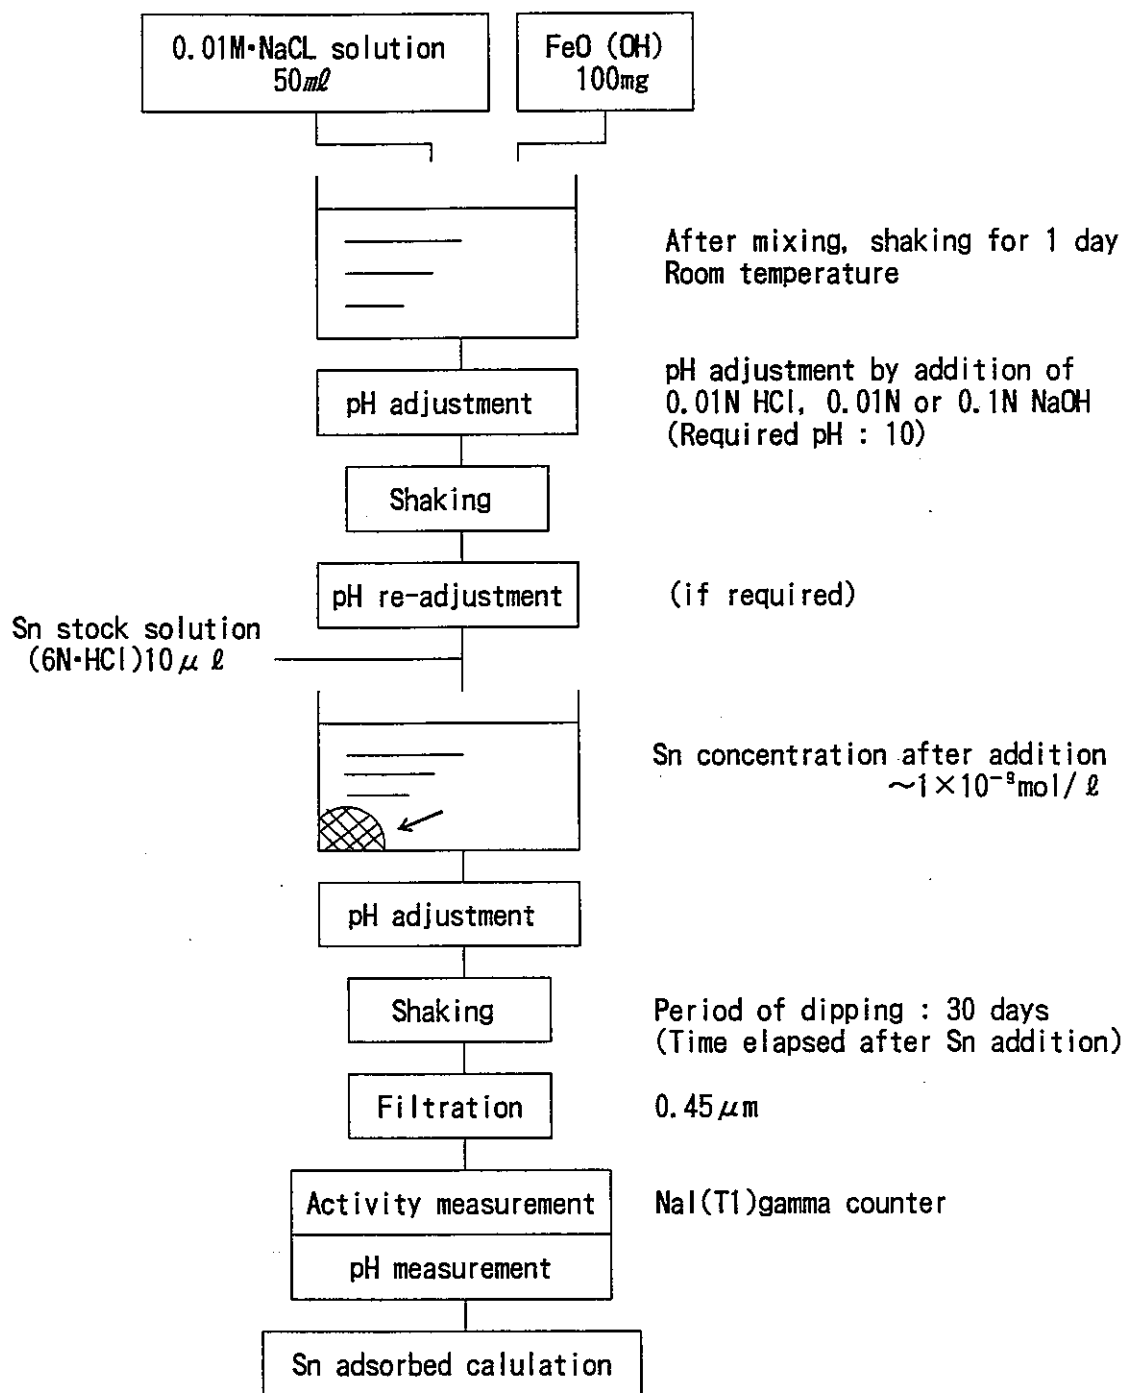 0.01M·NaCL solution
50mℓ
FeO (OH)
100mg
After mixing, shaking for 1 day
Room temperature
pH adjustment
pH adjustment by addition of
0.01N HCl, 0.01N or 0.1N NaOH
(Required pH : 10)
Shaking
pH re-adjustment
(if required)
Sn stock solution
(6N·HCl)10μℓ
Sn concentration after addition
~1×10⁻⁹mol/ℓ
pH adjustment
Shaking
Period of dipping : 30 days
(Time elapsed after Sn addition)
Filtration
0.45μm
Activity measurement
NaI(T1)gamma counter
pH measurement
Sn adsorbed calulation